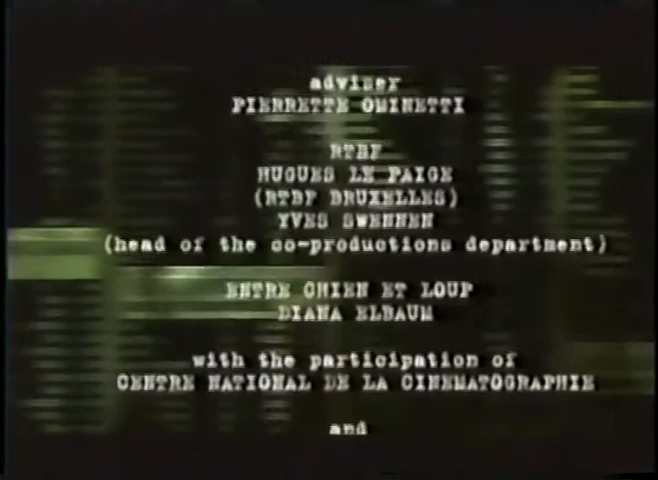 adviser
PIERRETTE OMINETTI
RTBF
HUGUES LE PAIGE
(RTBF BRUXELLES)
YVES SWENNEN
(head of the co-productions department)
ENTRE CHIEN ET LOUP
DIANA ELBAUM
with the participation of
CENTRE NATIONAL DE LA CINEMATOGRAPHIE
and